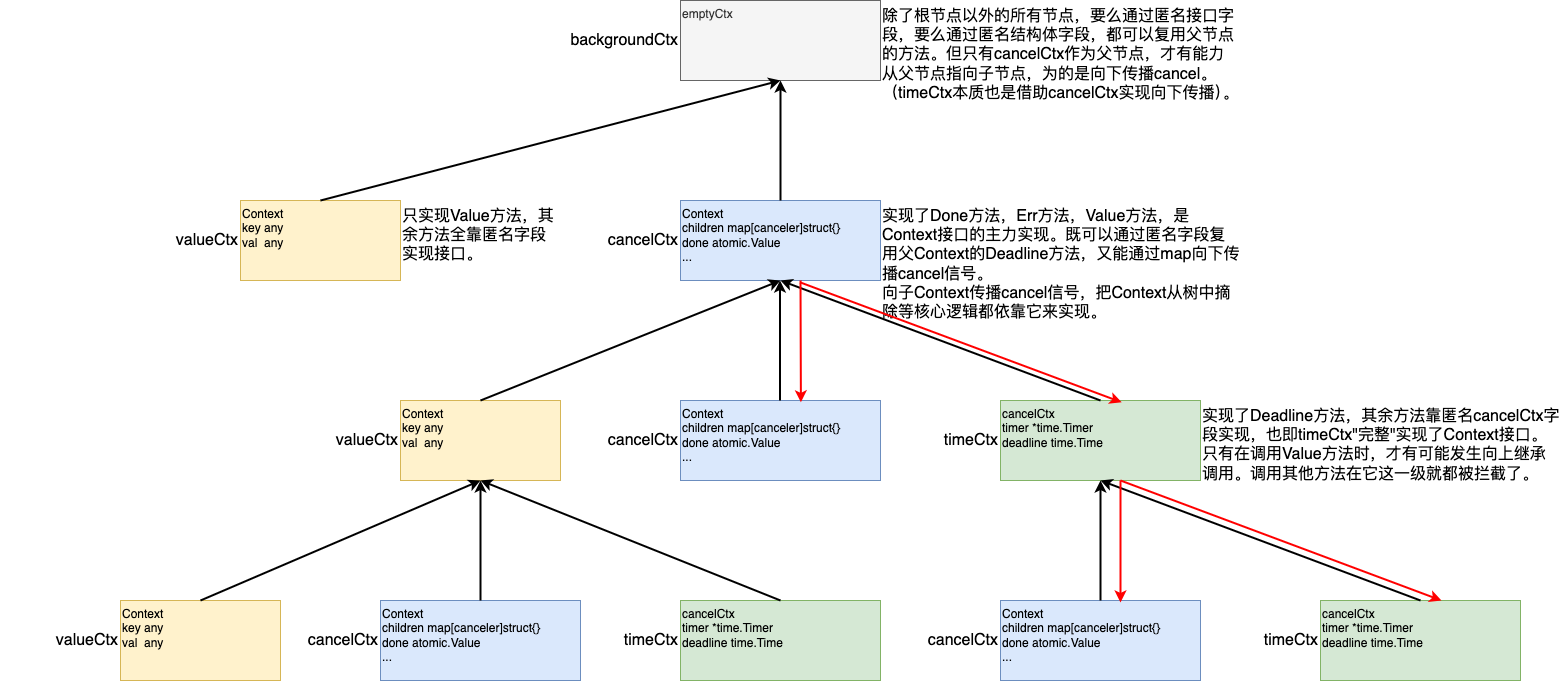 emptyCtx
backgroundCtx
除了根节点以外的所有节点，要么通过匿名接口字
段，要么通过匿名结构体字段，都可以复用父节点
的方法。但只有cancelCtx作为父节点，才有能力
从父节点指向子节点，为的是向下传播cancel。
（timeCtx本质也是借助cancelCtx实现向下传播）。
valueCtx
Context
key any
val any
只实现Value方法，其
余方法全靠匿名字段
实现接口。
cancelCtx
Context
children map[canceler]struct{}
done atomic.Value
...
实现了Done方法，Err方法，Value方法，是
Context接口的主力实现。既可以通过匿名字段复
用父Context的Deadline方法，又能通过map向下传
播cancel信号。
向子Context传播cancel信号，把Context从树中摘
除等核心逻辑都依靠它来实现。
valueCtx
Context
key any
val any
cancelCtx
Context
children map[canceler]struct{}
done atomic.Value
...
timeCtx
cancelCtx
timer *time.Timer
deadline time.Time
实现了Deadline方法，其余方法靠匿名cancelCtx字
段实现，也即timeCtx"完整"实现了Context接口。
只有在调用Value方法时，才有可能发生向上继承
调用。调用其他方法在它这一级就都被拦截了。
valueCtx
Context
key any
val any
cancelCtx
Context
children map[canceler]struct{}
done atomic.Value
...
timeCtx
cancelCtx
timer *time.Timer
deadline time.Time
cancelCtx
Context
children map[canceler]struct{}
done atomic.Value
...
timeCtx
cancelCtx
timer *time.Timer
deadline time.Time